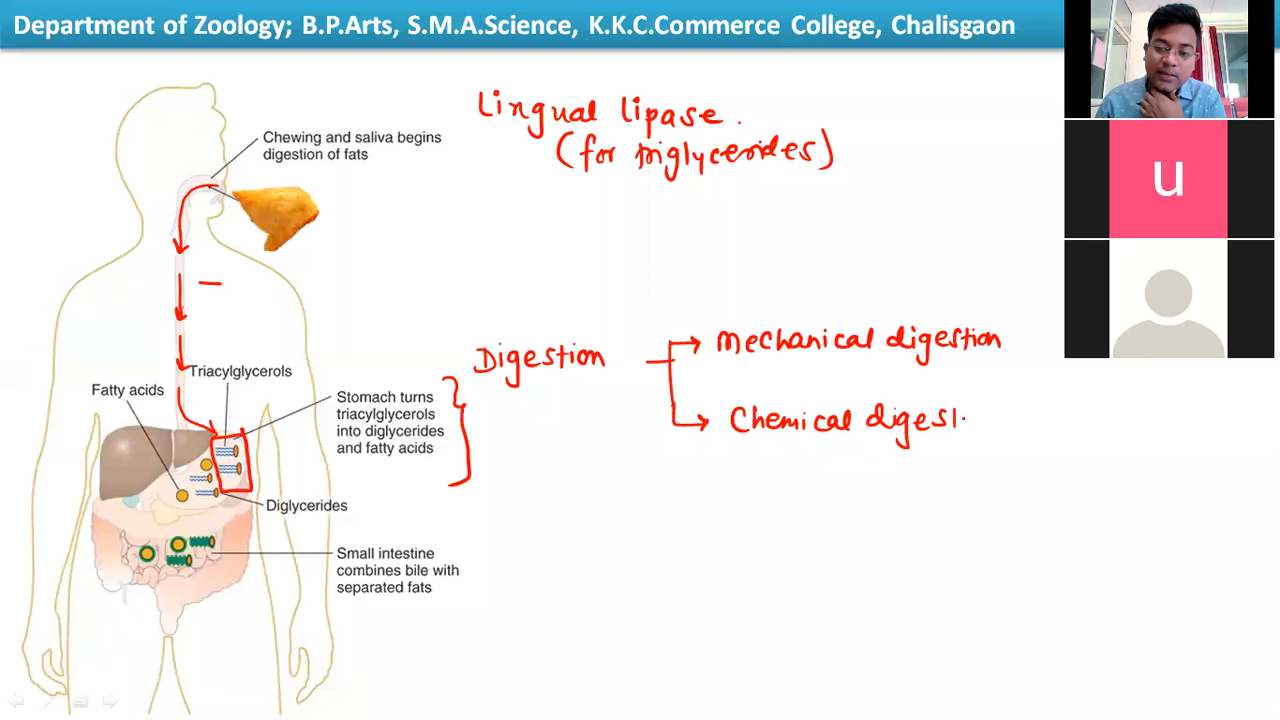 Department of Zoology; B.P.Arts, S.M.A.Science, K.K.C.Commerce College, Chalisgaon
Lingual lipase.
(for triglycerides)
Chewing and saliva begins
digestion of fats
u
Digestion
Mechanical digestion
Chemical digest
Triacylglycerols
Fatty acids
Stomach turns
triacylglycerols
into diglycerides
and fatty acids
Diglycerides
Small intestine
combines bile with
separated fats